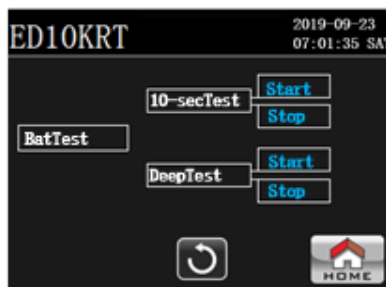 ED10KRT
2019-09-23
07:01:35 SAT
10-secTest
Start
Stop
BatTest
DeepTest
Start
Stop
HOME